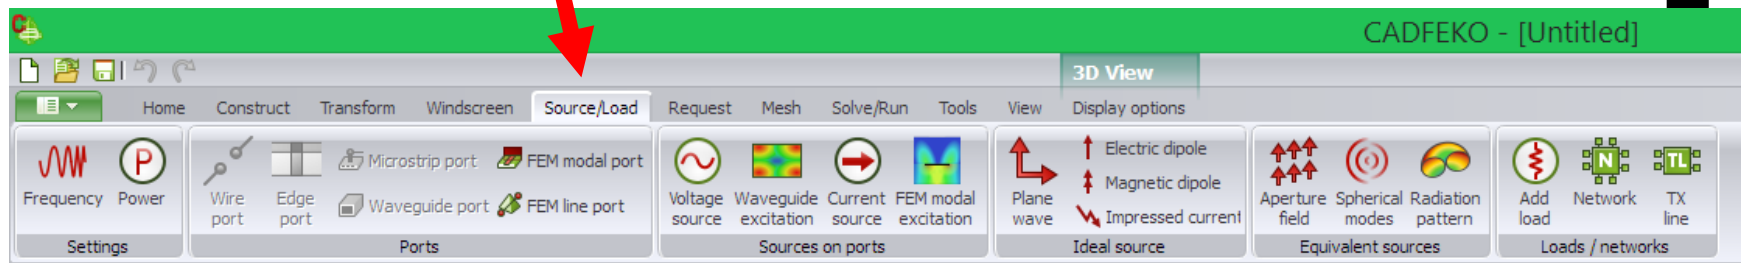 CADFEKO - [Untitled]
3D View
Home Construct Transform Windscreen Source/Load Request Mesh Solve/Run Tools View Display options
Frequency Power
Settings
Wire port Edge port Microstrip port FEM modal port
Waveguide port FEM line port
Ports
Voltage source Waveguide excitation Current source FEM modal excitation
Sources on ports
Plane wave Electric dipole
Magnetic dipole
Impressed current
Ideal source
Aperture field Spherical modes Radiation pattern
Equivalent sources
Add load Network TX line
Loads / networks